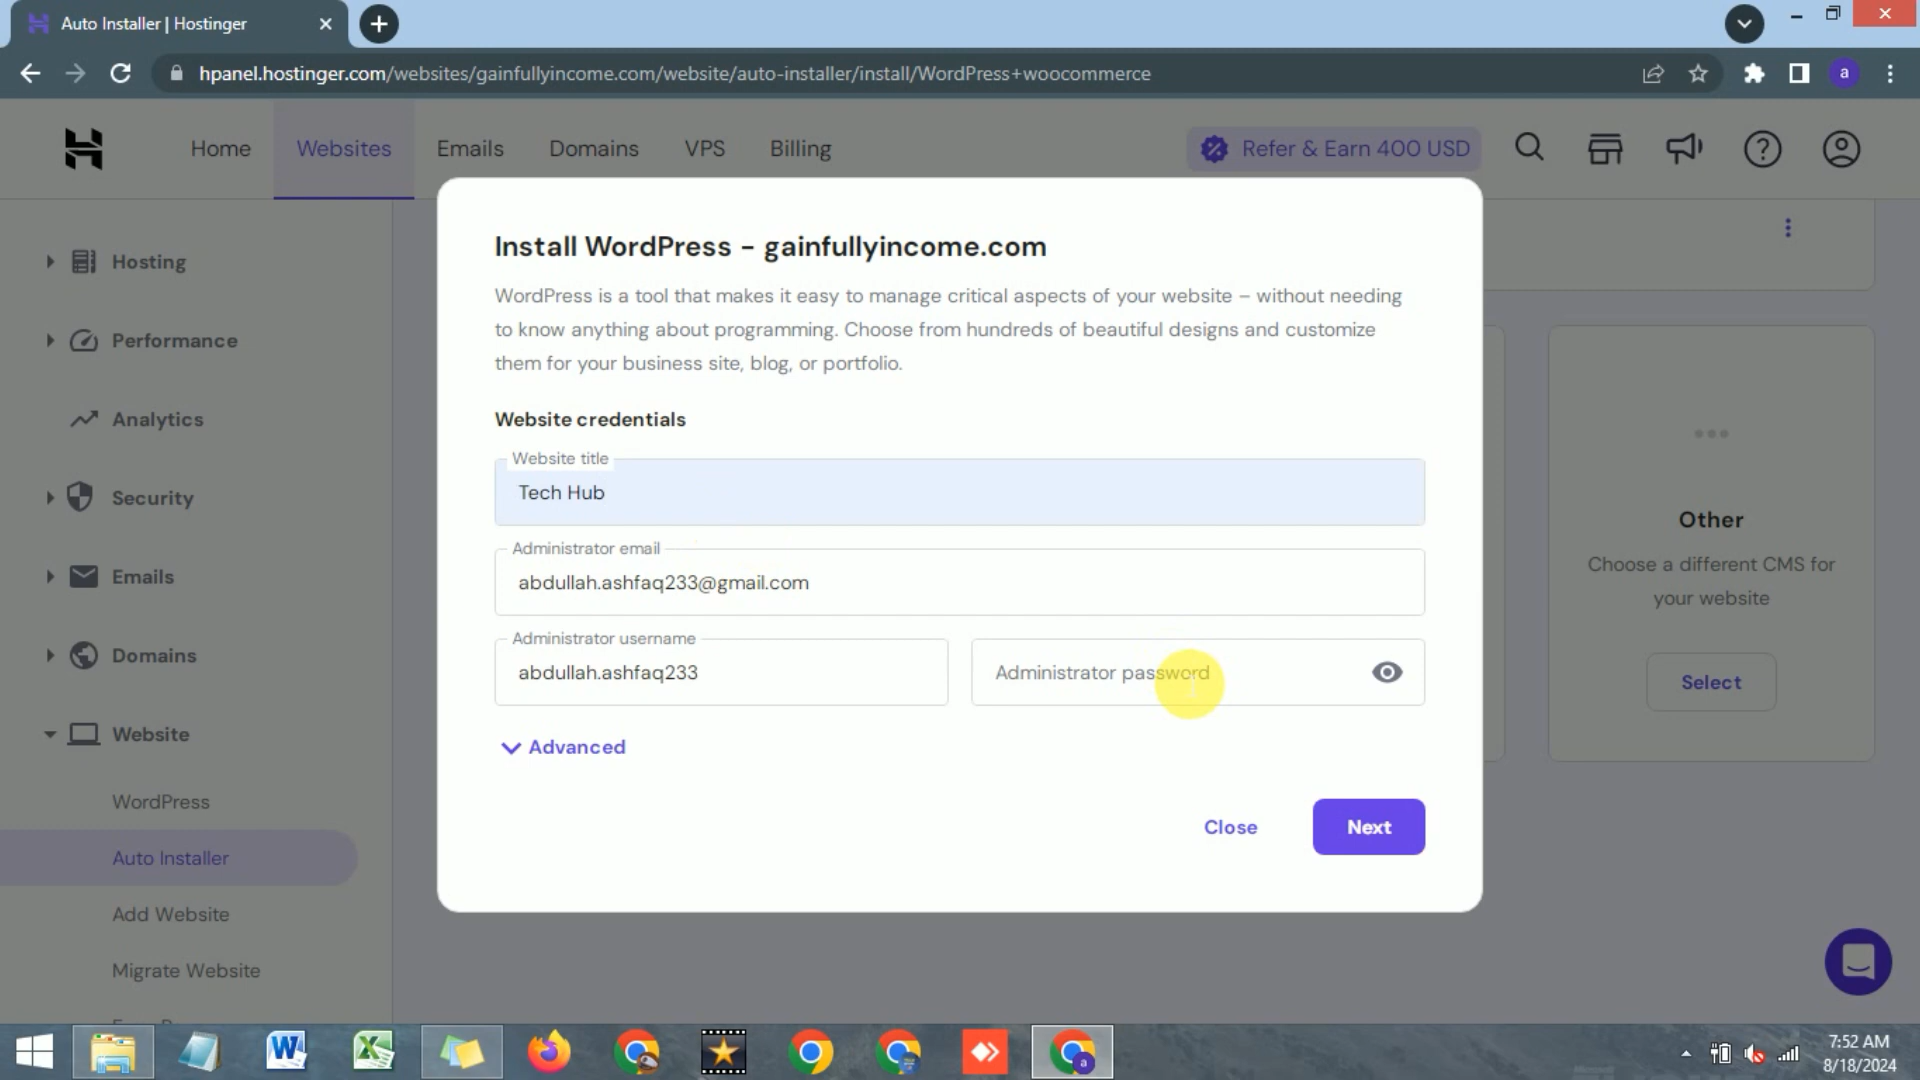 Auto Installer | Hostinger
hpanel.hostinger.com/websites/gainfullyincome.com/website/auto-installer/install/WordPress+woocommerce
a
Home
Websites
Emails
Domains
VPS
Billing
Refer & Earn 400 USD
Hosting
Performance
Analytics
Security
Emails
Domains
Website
WordPress
Auto Installer
Add Website
Migrate Website
Install WordPress - gainfullyincome.com
WordPress is a tool that makes it easy to manage critical aspects of your website – without needing
to know anything about programming. Choose from hundreds of beautiful designs and customize
them for your business site, blog, or portfolio.
Website credentials
Website title
Tech Hub
Administrator email
abdullah.ashfaq233@gmail.com
Administrator username
abdullah.ashfaq233
Administrator password
Advanced
Close
Next
Other
Choose a different CMS for
your website
Select
7:52 AM
8/18/2024